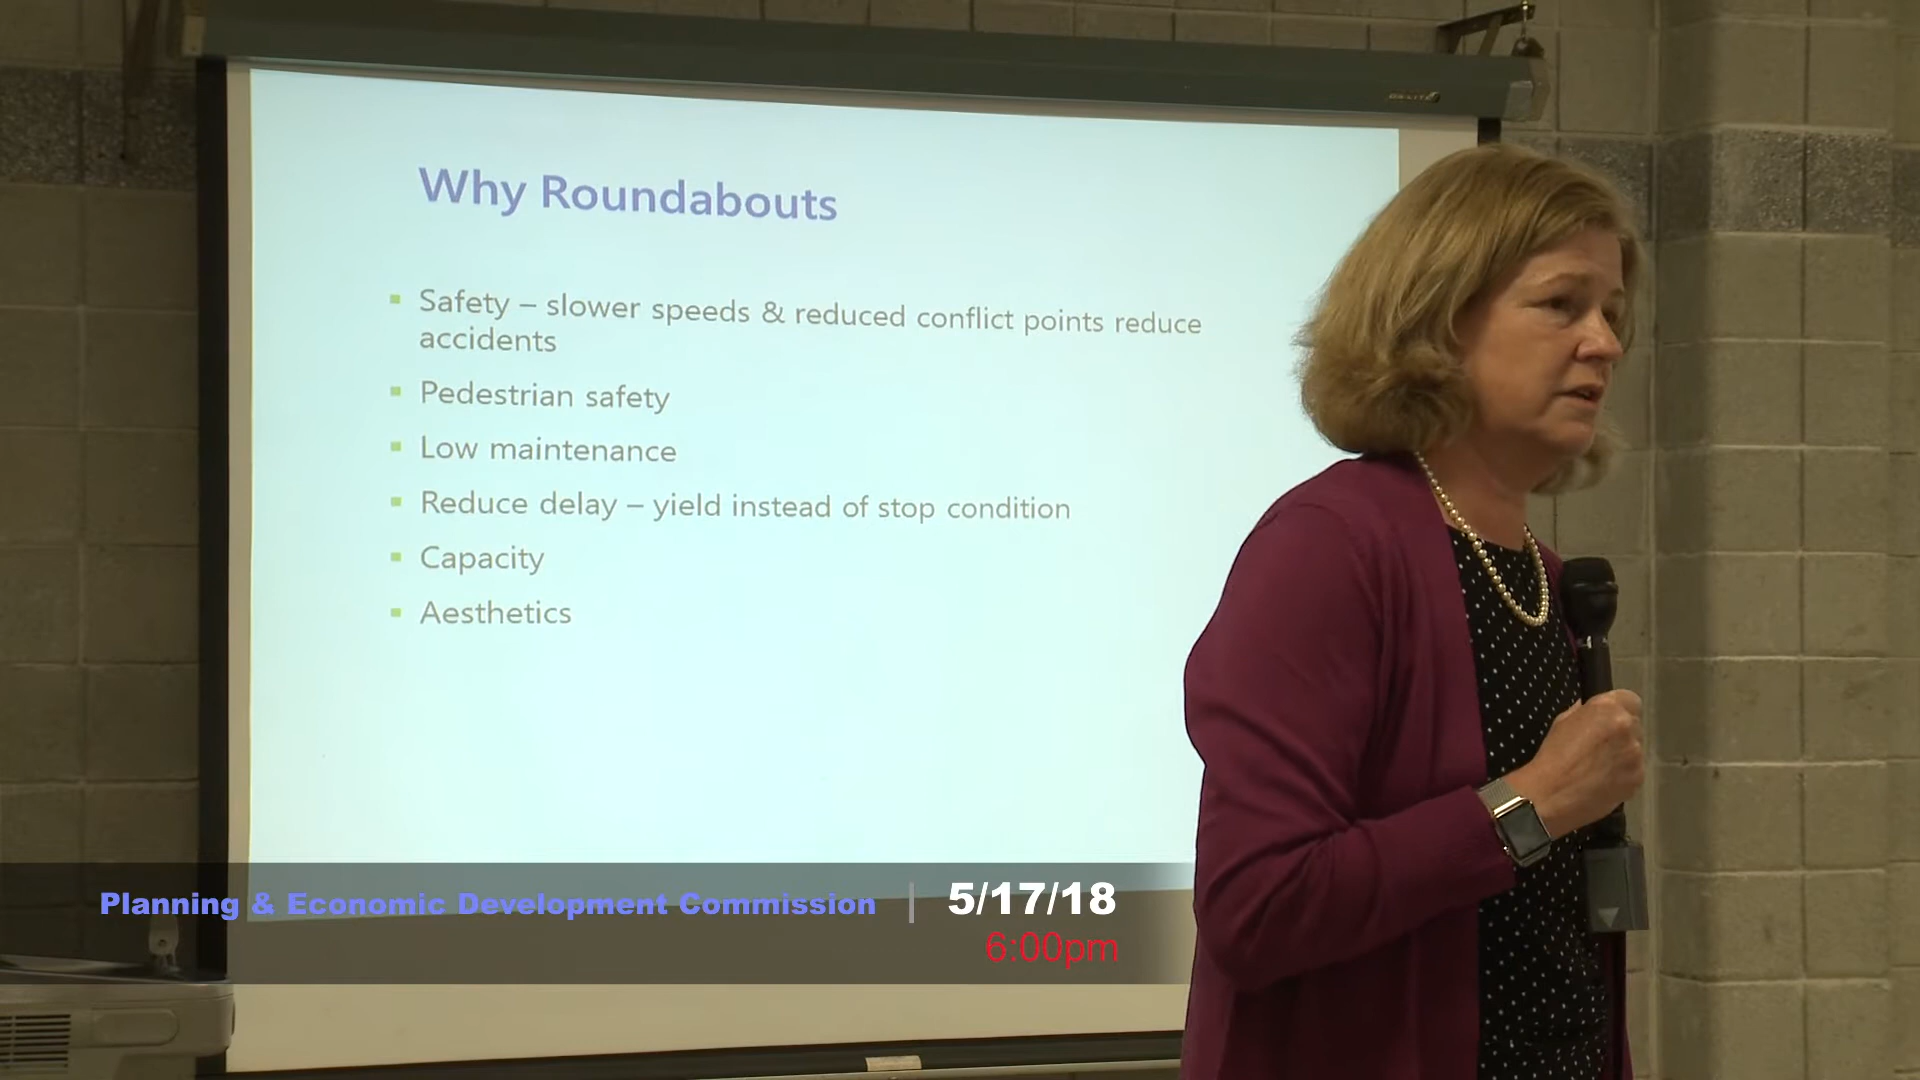 Why Roundabouts
Safety – slower speeds & reduced conflict points reduce
accidents
Pedestrian safety
Low maintenance
Reduce delay – yield instead of stop condition
Capacity
Aesthetics
Planning & Economic Development Commission | 5/17/18
6:00pm